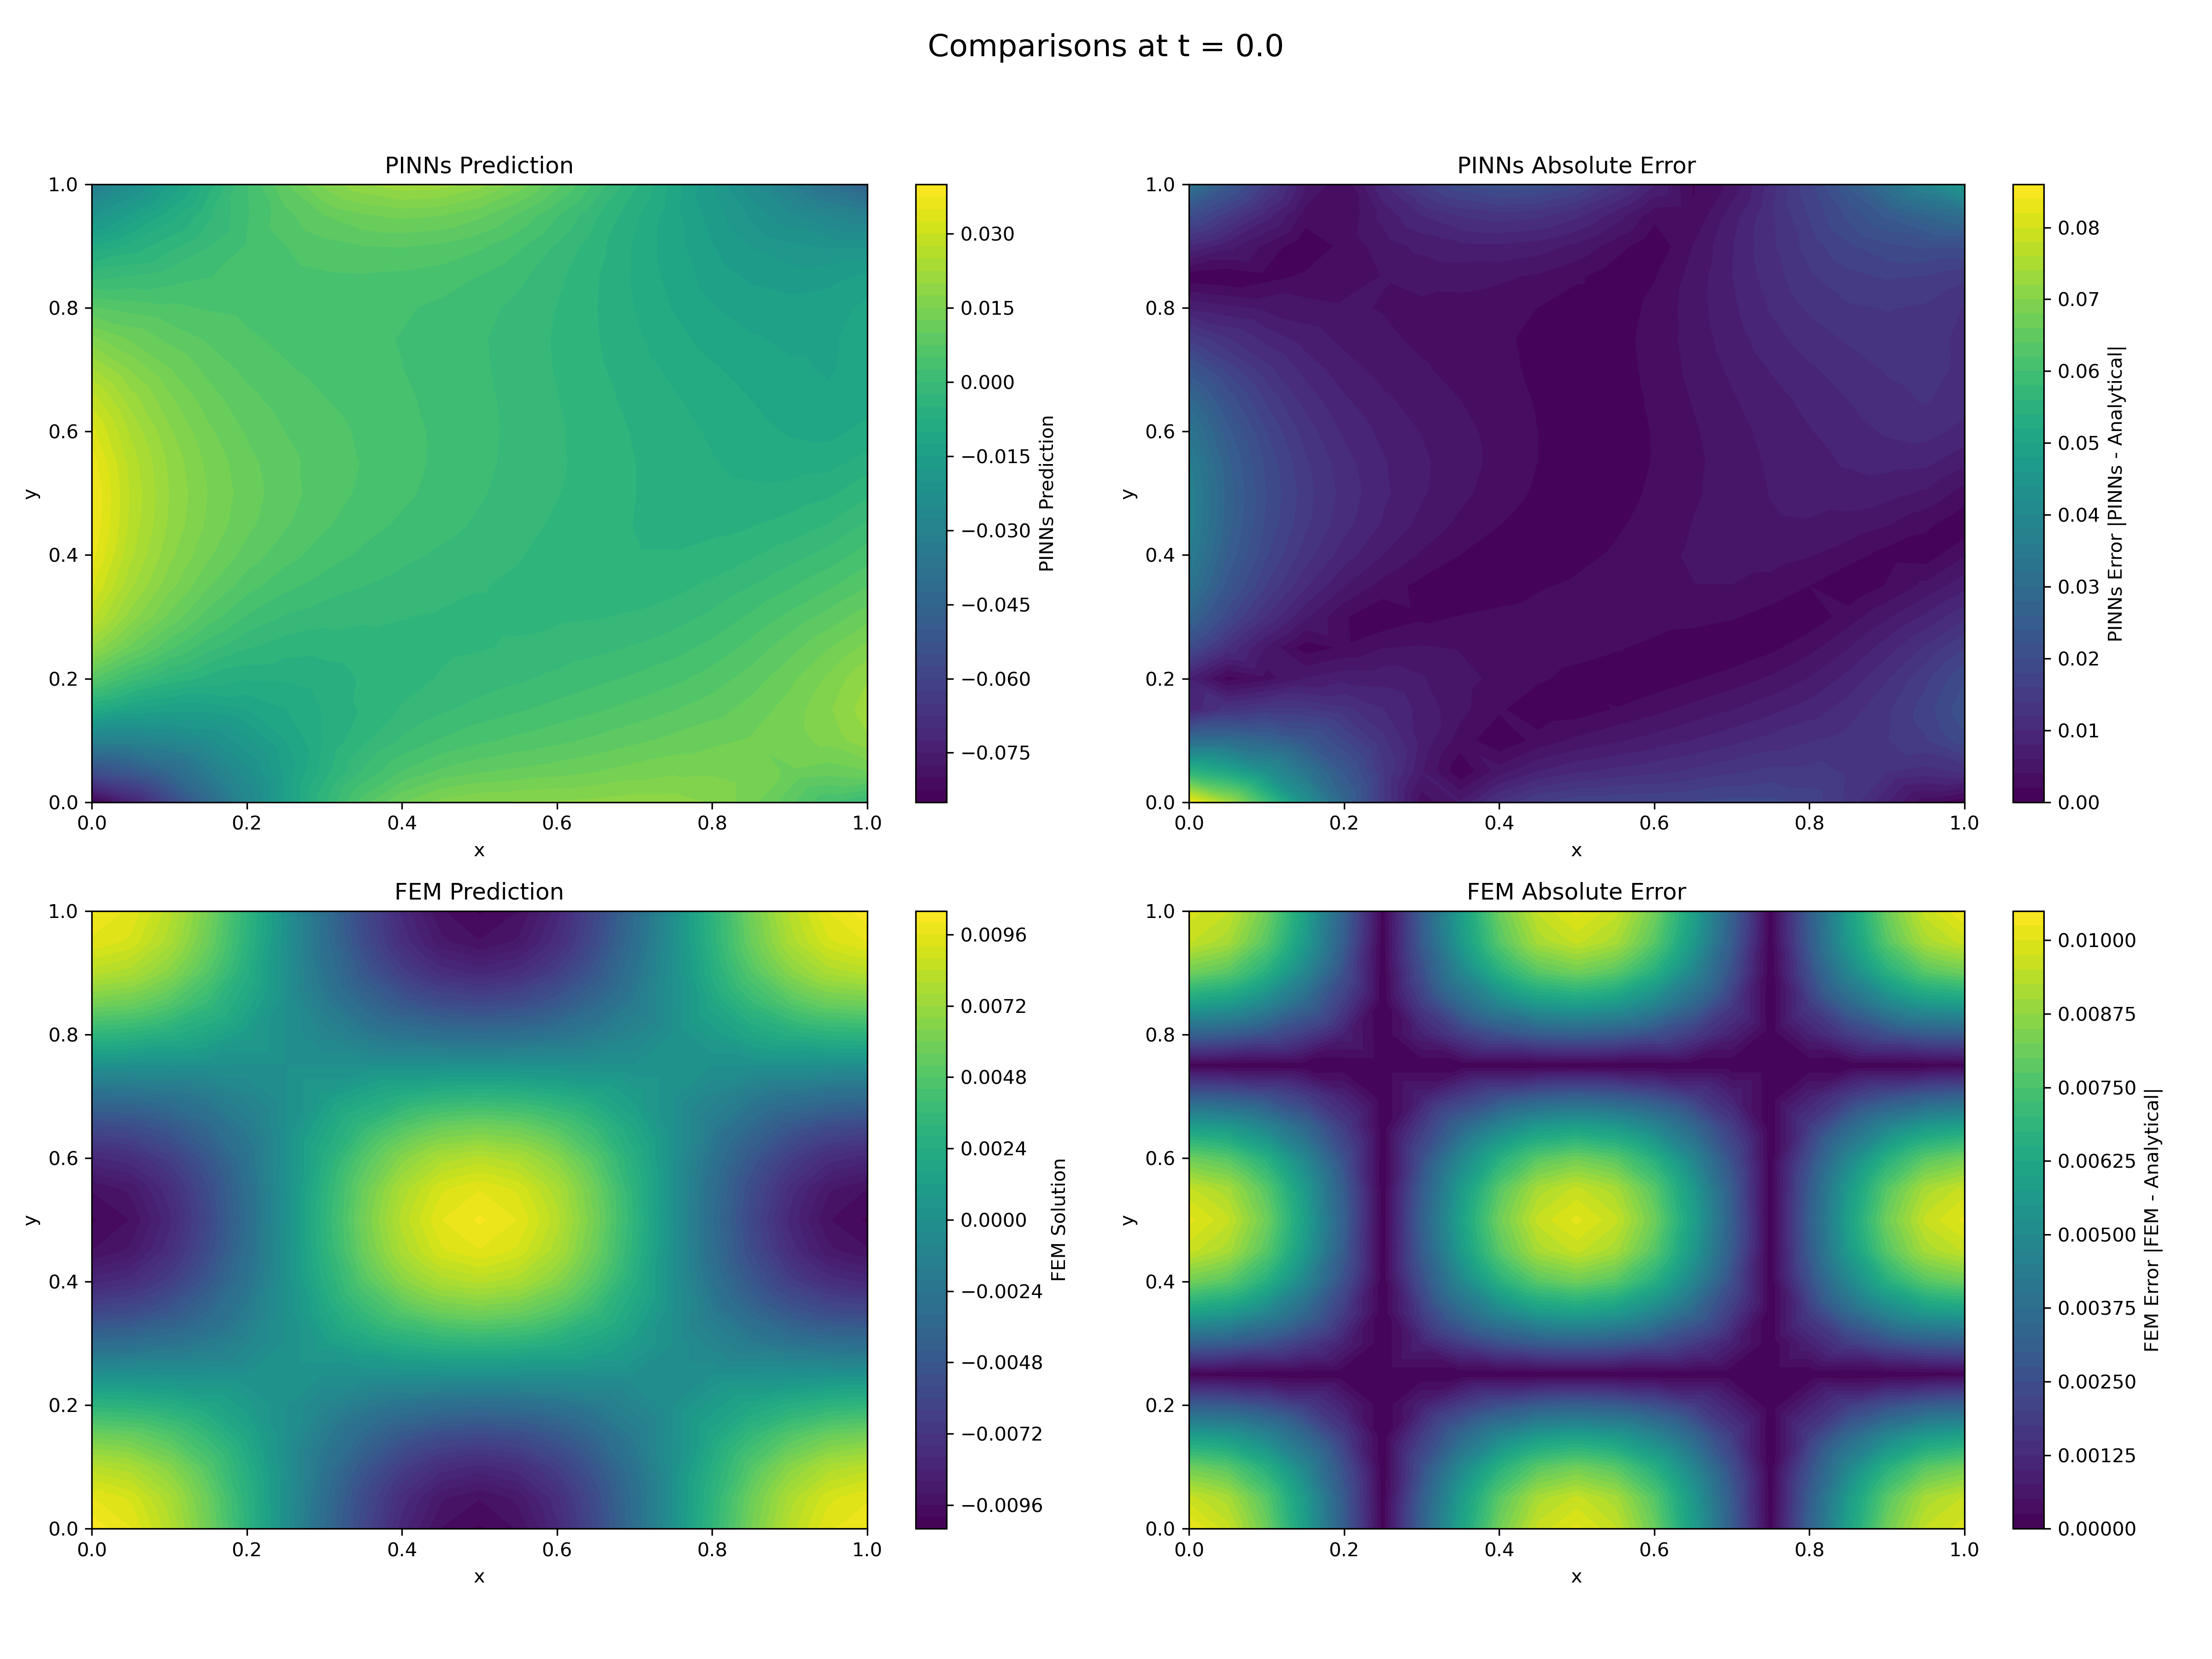 Comparisons at t = 0.0
PINNs Prediction
1.0
0.8
0.6
0.4
0.2
0.0
y
0.0 0.2 0.4 0.6 0.8 1.0
x
0.030
0.015
0.000
−0.015
−0.030
−0.045
−0.060
−0.075
PINNs Prediction
PINNs Absolute Error
1.0
0.8
0.6
0.4
0.2
0.0
y
0.0 0.2 0.4 0.6 0.8 1.0
x
0.08
0.07
0.06
0.05
0.04
0.03
0.02
0.01
0.00
PINNs Error |PINNs - Analytical|
FEM Prediction
1.0
0.8
0.6
0.4
0.2
0.0
y
0.0 0.2 0.4 0.6 0.8 1.0
x
0.0096
0.0072
0.0048
0.0024
0.0000
−0.0024
−0.0048
−0.0072
−0.0096
FEM Solution
FEM Absolute Error
1.0
0.8
0.6
0.4
0.2
0.0
y
0.0 0.2 0.4 0.6 0.8 1.0
x
0.01000
0.00875
0.00750
0.00625
0.00500
0.00375
0.00250
0.00125
0.00000
FEM Error |FEM - Analytical|